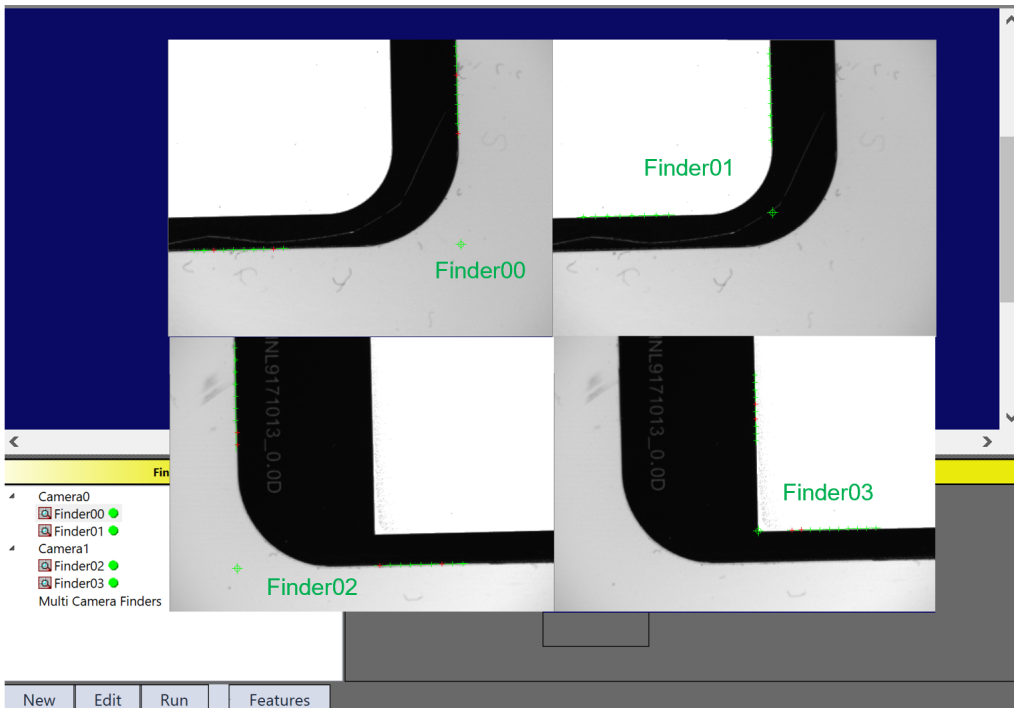 Finder01
Finder00
NL9171013_0.0D
NL9171013_0.0D
Finder03
Finder02
Fin
Camera0
Finder00
Finder01
Camera1
Finder02
Finder03
Multi Camera Finders
New
Edit
Run
Features